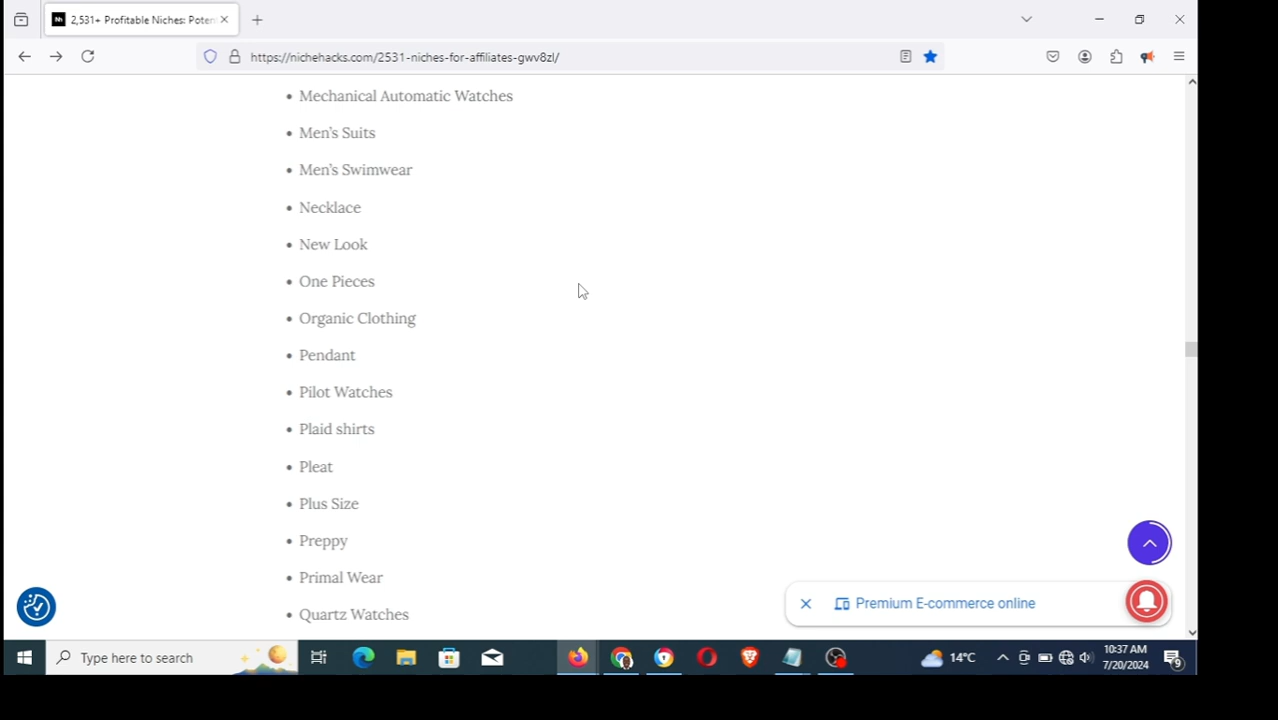 Nh 2,531+ Profitable Niches: Poten
https://nichehacks.com/2531-niches-for-affiliates-gwv8zl/
• Mechanical Automatic Watches
• Men’s Suits
• Men’s Swimwear
• Necklace
• New Look
• One Pieces
• Organic Clothing
• Pendant
• Pilot Watches
• Plaid shirts
• Pleat
• Plus Size
• Preppy
• Primal Wear
• Quartz Watches
Premium E-commerce online
Type here to search
14°C
10:37 AM
7/20/2024
9